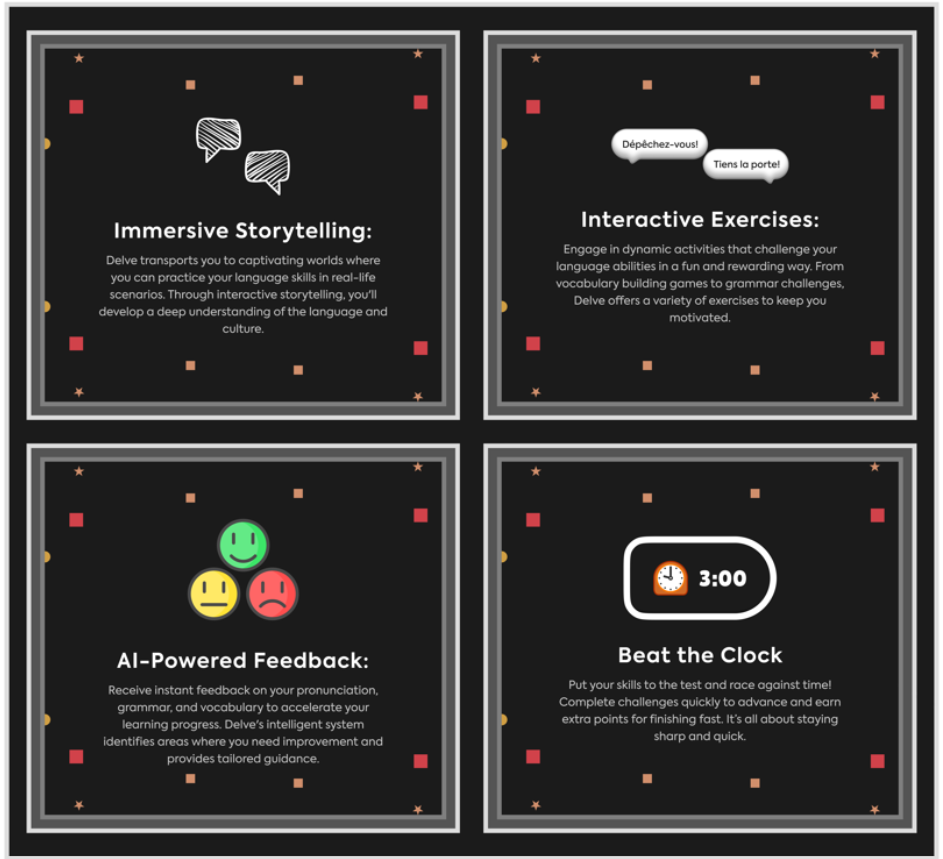 Immersive Storytelling:
Delve transports you to captivating worlds where
you can practice your language skills in real-life
scenarios. Through interactive storytelling, you'll
develop a deep understanding of the language and
culture.
Dépêchez-vous!
Tiens la porte!
Interactive Exercises:
Engage in dynamic activities that challenge your
language abilities in a fun and rewarding way. From
vocabulary building games to grammar challenges,
Delve offers a variety of exercises to keep you
motivated.
AI-Powered Feedback:
Receive instant feedback on your pronunciation,
grammar, and vocabulary to accelerate your
learning progress. Delve's intelligent system
identifies areas where you need improvement and
provides tailored guidance.
3:00
Beat the Clock
Put your skills to the test and race against time!
Complete challenges quickly to advance and earn
extra points for finishing fast. It's all about staying
sharp and quick.